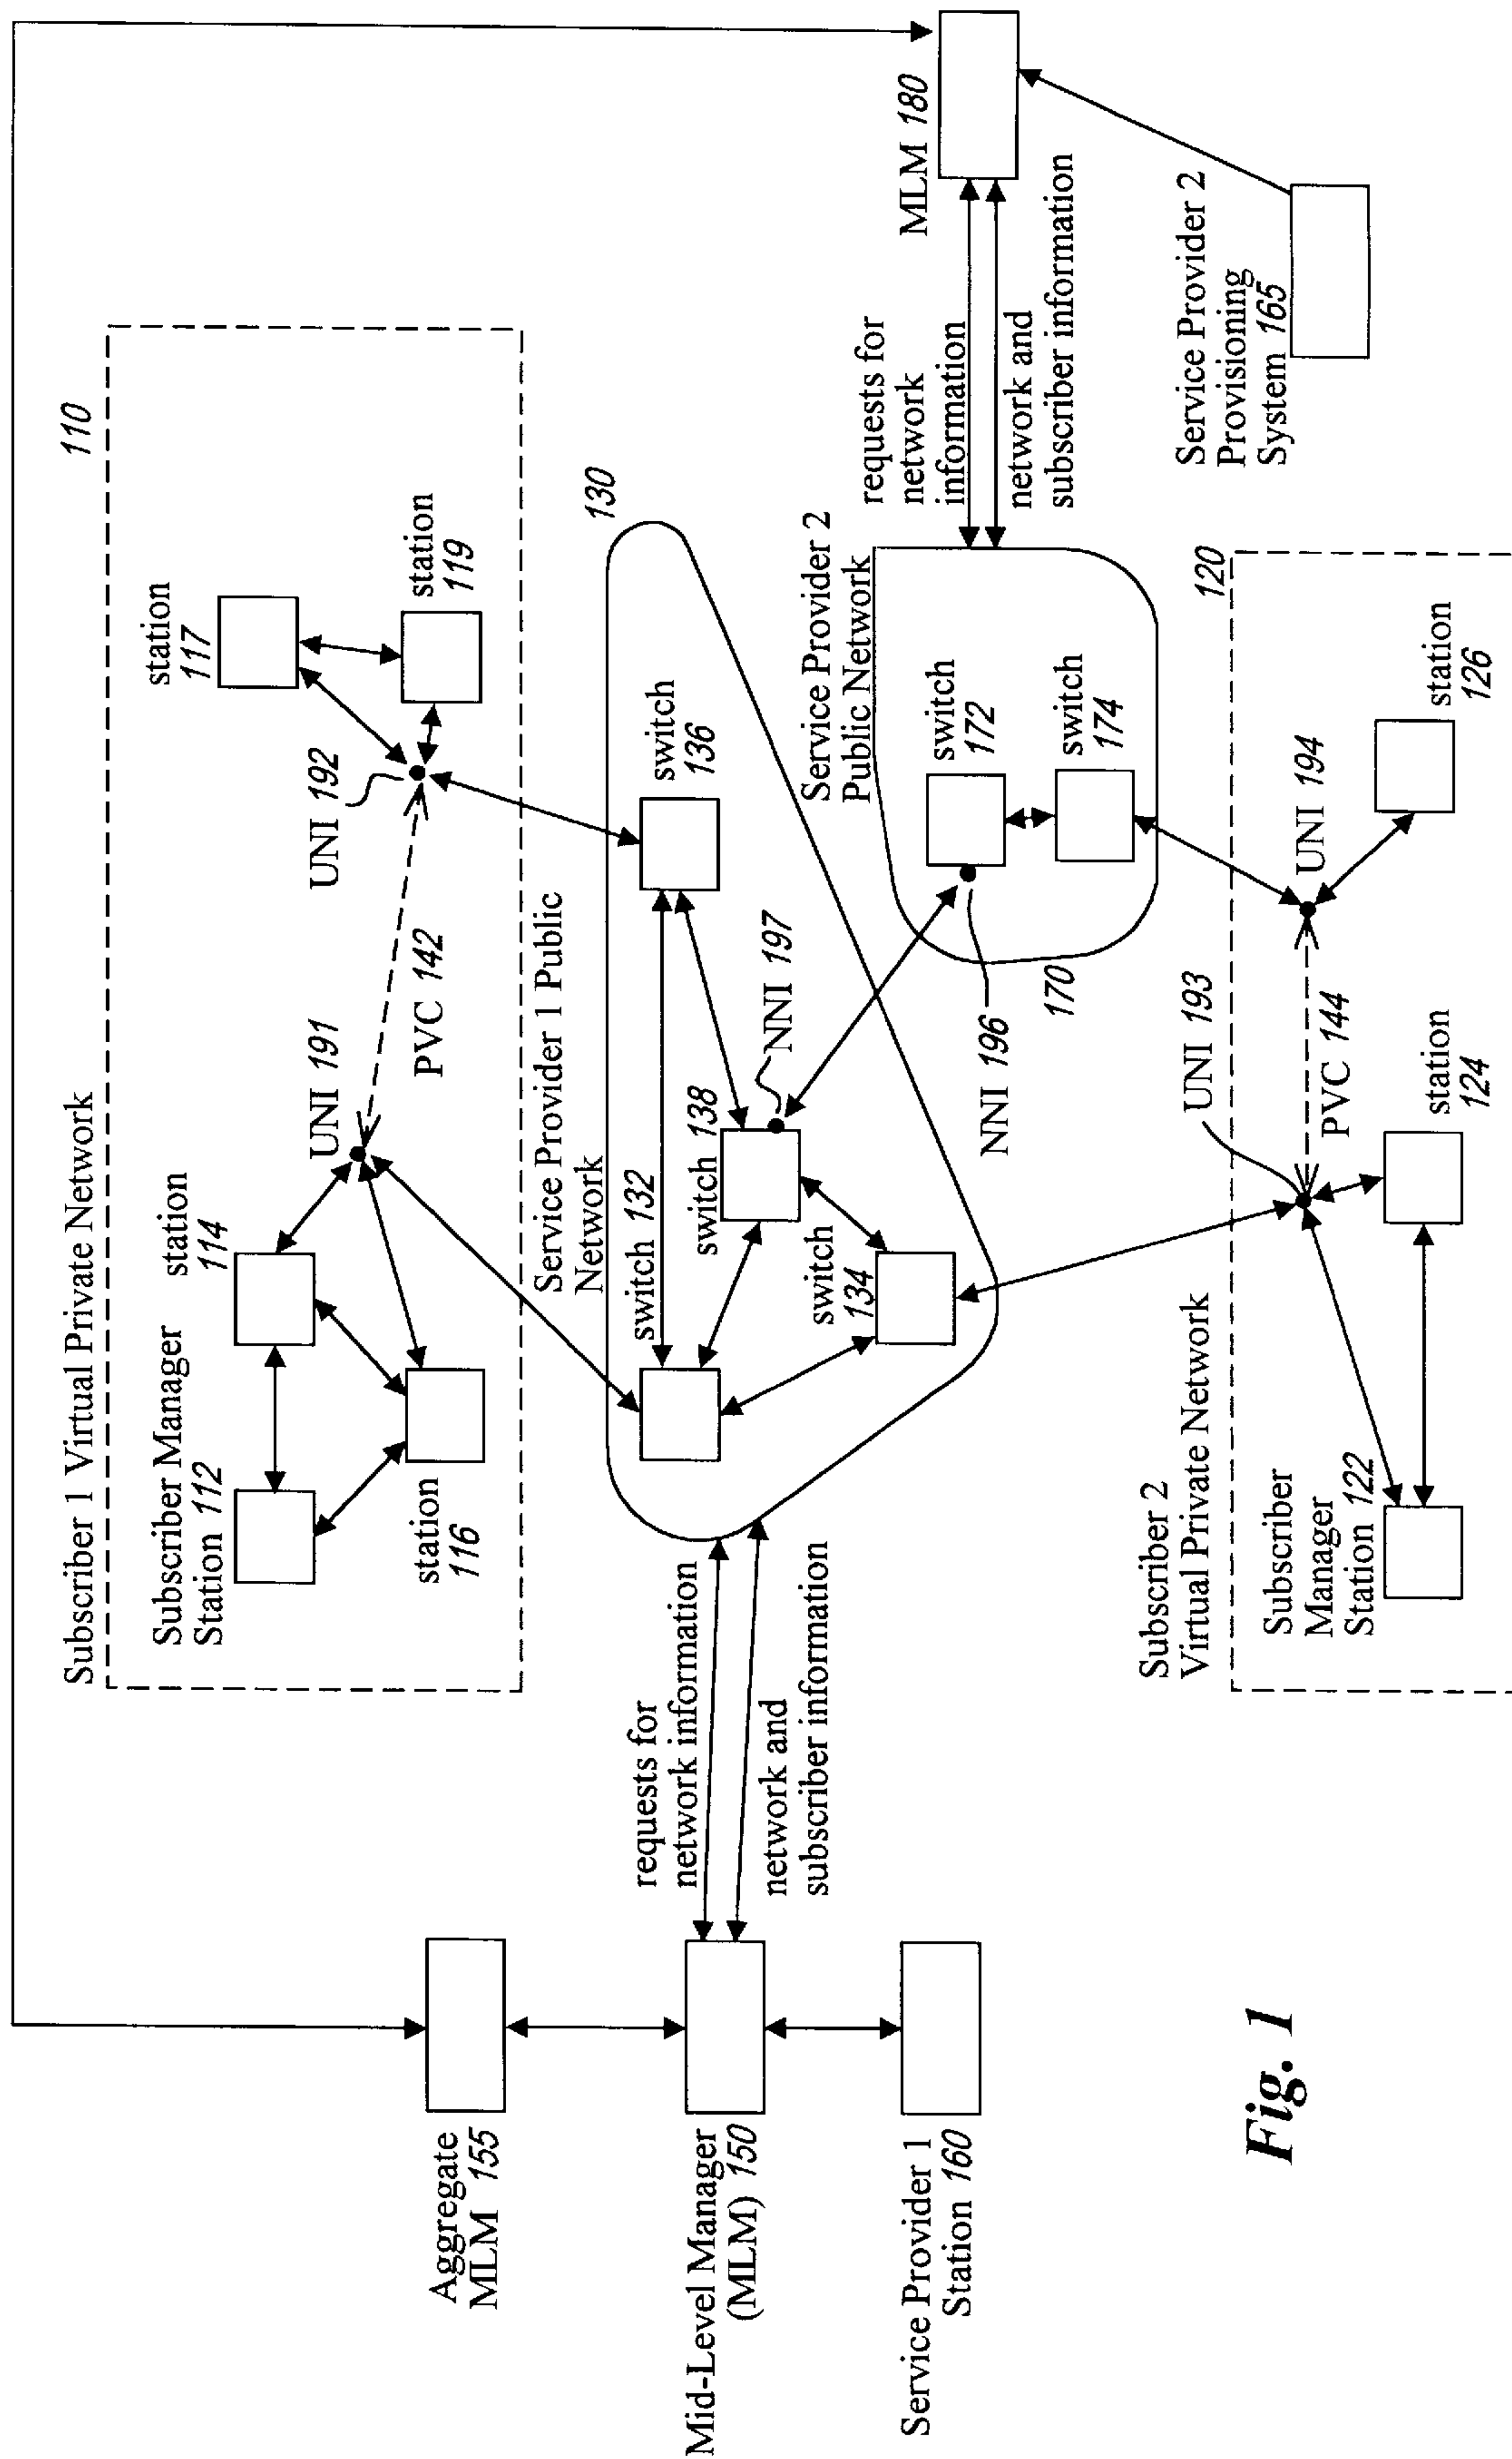 Subscriber 1 Virtual Private Network
110
Subscriber Manager
Station 112
station
114
station
116
UNI 191
PVC 142
UNI 192
station
117
station
119
Service Provider 1 Public
Network
130
switch 132
switch 138
switch
134
switch
136
NNI 197
NNI 196
Service Provider 2
Public Network
switch
172
switch
174
170
requests for
network information
network and
subscriber information
Aggregate
MLM 155
Mid-Level Manager
(MLM) 150
Service Provider 1
Station 160
requests for
network
information
network and
subscriber information
MLM 180
Service Provider 2
Provisioning
System 165
Subscriber 2
Virtual Private Network
120
Subscriber
Manager
Station 122
UNI 193
PVC 144
station
124
UNI 194
station
126
Fig. 1